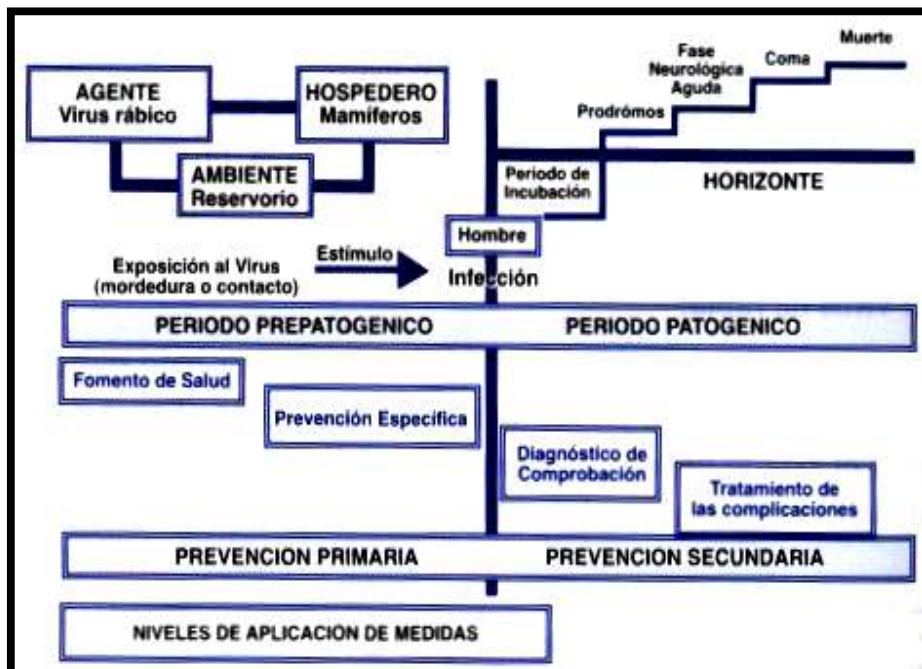 AGENTE
Virus rábico
HOSPEDERO
Mamíferos
AMBIENTE
Reservorio
Muerte
Coma
Fase
Neurológica
Aguda
Prodrómos
Período de
Incubación
HORIZONTE
Hombre
Estímulo
Exposición al Virus
(mordedura o contacto)
Infección
PERIODO PREPATOGENICO
PERIODO PATOGENICO
Fomento de Salud
Prevención Específica
Diagnóstico de
Comprobación
Tratamiento de
las complicaciones
PREVENCION PRIMARIA
PREVENCION SECUNDARIA
NIVELES DE APLICACION DE MEDIDAS